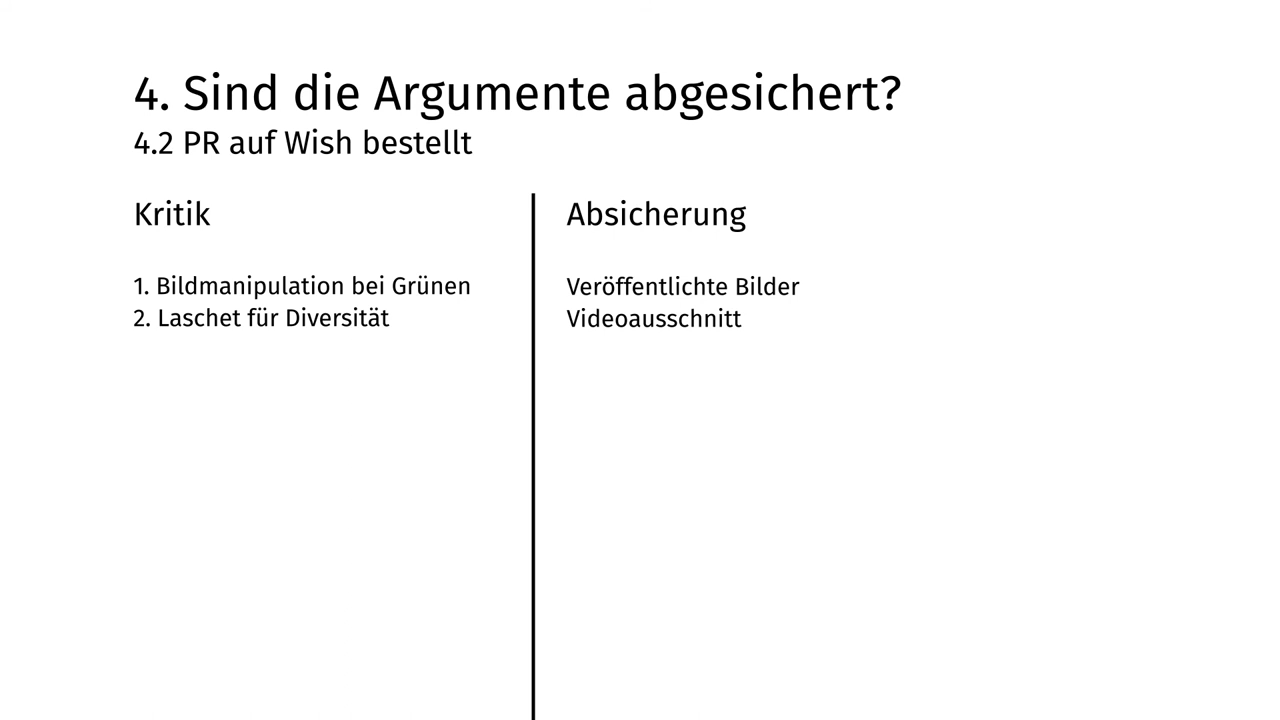 4. Sind die Argumente abgesichert?
4.2 PR auf Wish bestellt
Kritik
1. Bildmanipulation bei Grünen
2. Laschet für Diversität
Absicherung
Veröffentlichte Bilder
Videoausschnitt